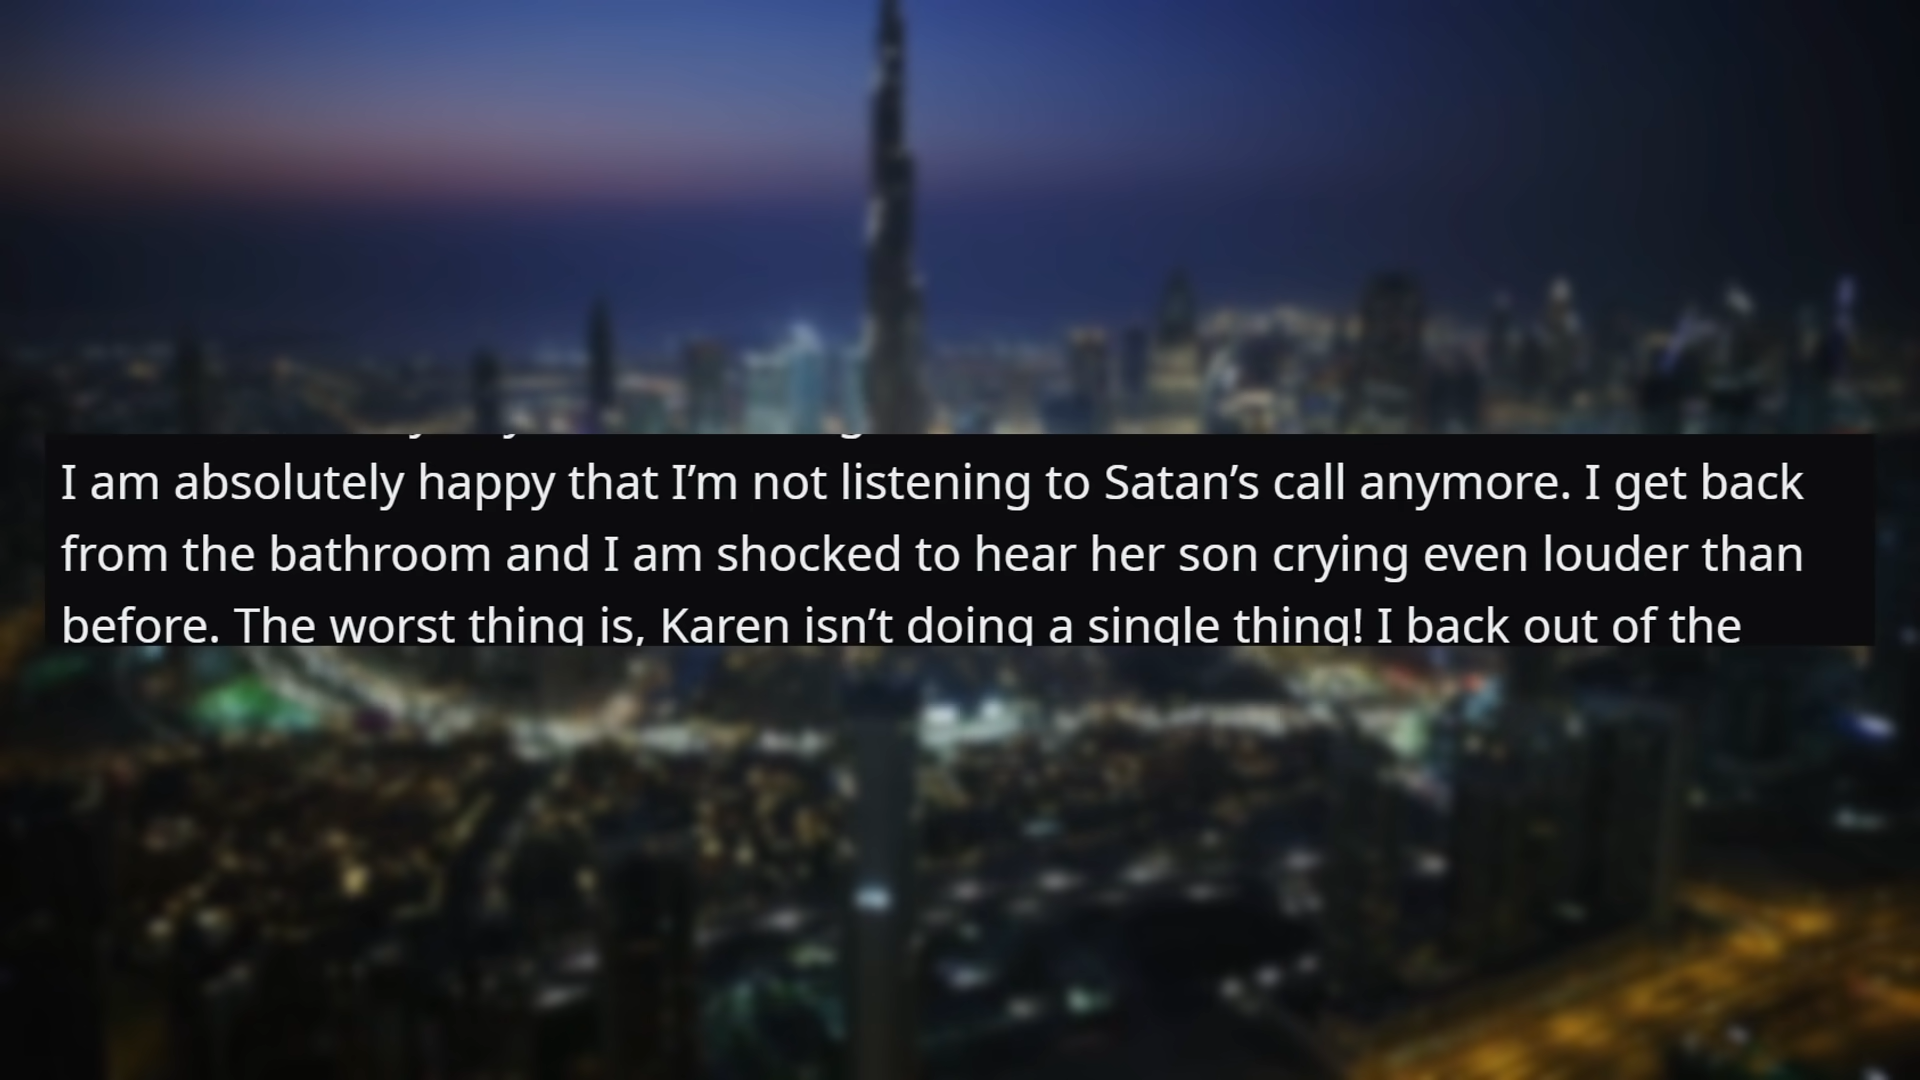 I am absolutely happy that I’m not listening to Satan’s call anymore. I get back
from the bathroom and I am shocked to hear her son crying even louder than
before. The worst thing is, Karen isn’t doing a single thing! I back out of the